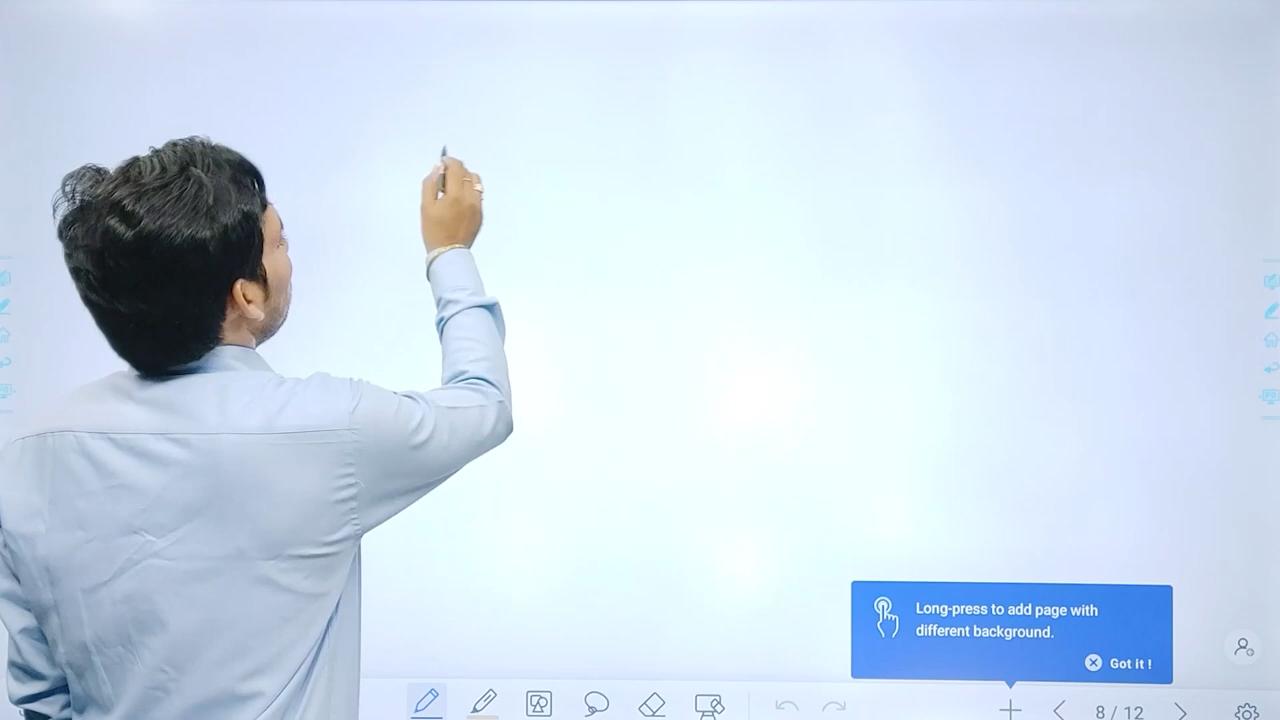 Long-press to add page with
different background.
Got it !
8 / 12